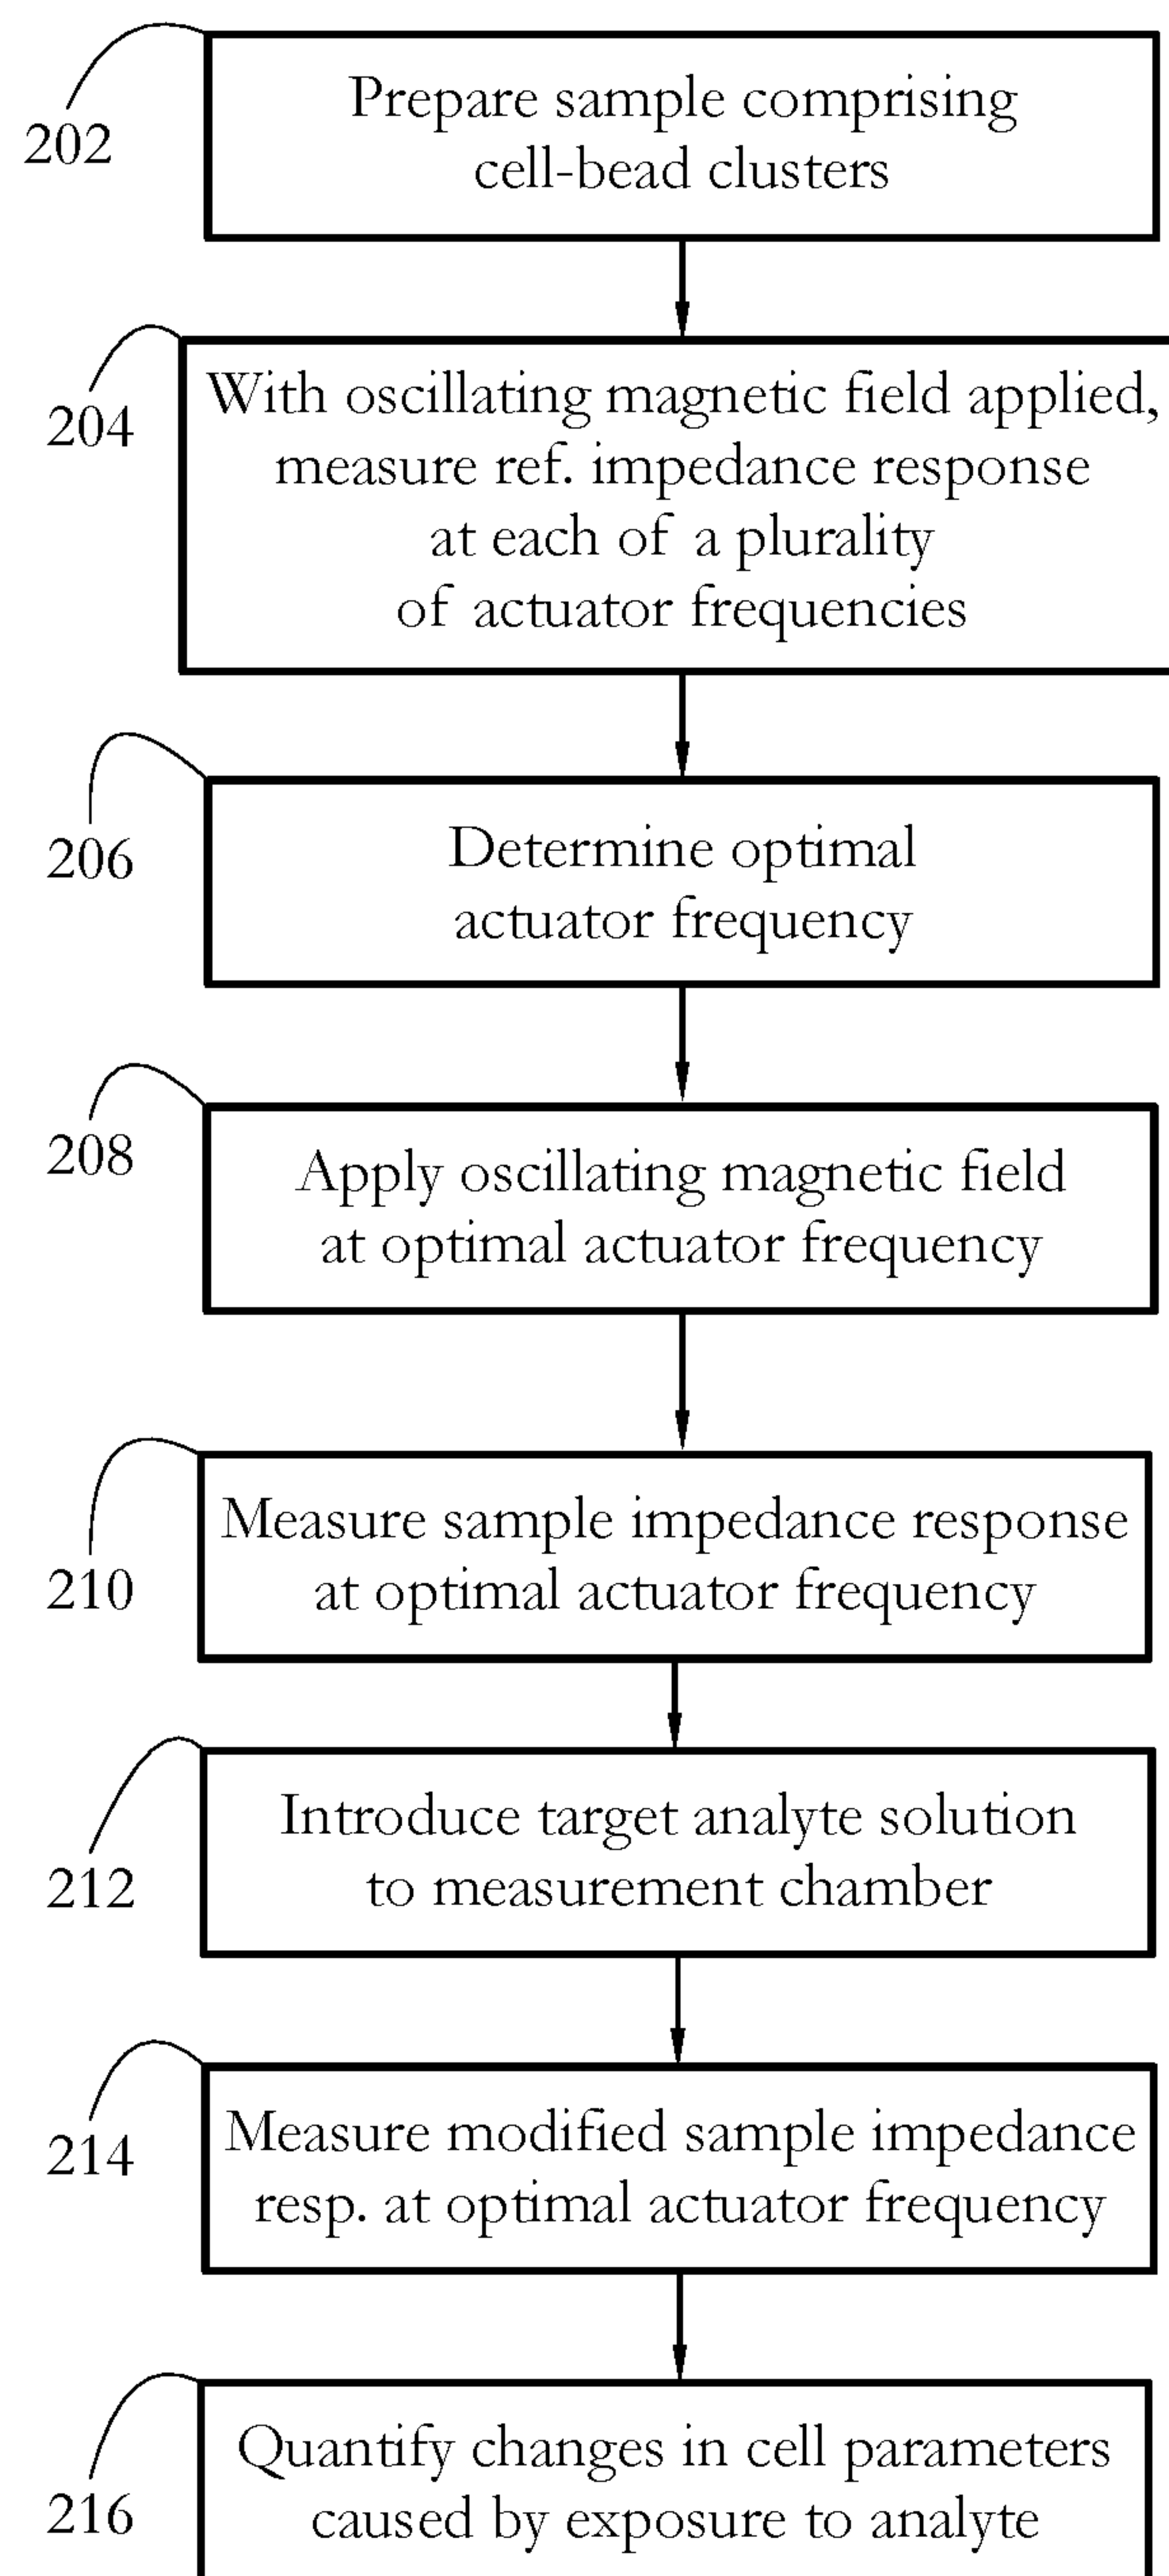 202
Prepare sample comprising
cell-bead clusters
204
With oscillating magnetic field applied,
measure ref. impedance response
at each of a plurality
of actuator frequencies
206
Determine optimal
actuator frequency
208
Apply oscillating magnetic field
at optimal actuator frequency
210
Measure sample impedance response
at optimal actuator frequency
212
Introduce target analyte solution
to measurement chamber
214
Measure modified sample impedance
resp. at optimal actuator frequency
216
Quantify changes in cell parameters
caused by exposure to analyte